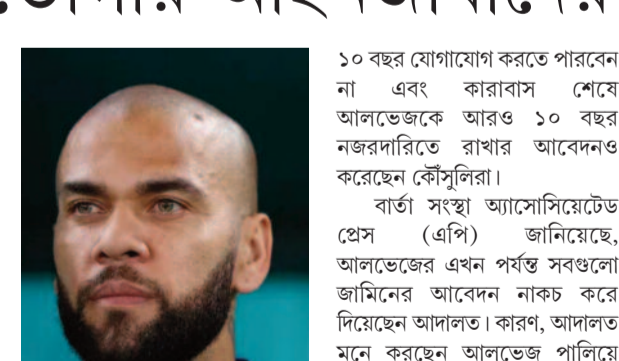 ১০ বছর যোগাযোগ করতে পারবেন
না এবং কারাবাস শেষে
আলভেজকে আরও ১০ বছর
নজরদারিতে রাখার আবেদনও
করেছেন কৌঁসুলিরা।
বার্তা সংস্থা অ্যাসোসিয়েটেড
প্রেস (এপি) জানিয়েছে,
আলভেজের এখন পর্যন্ত সবগুলো
জামিনের আবেদন নাকচ করে
দিয়েছেন আদালত। কারণ, আদালত
মনে করছেন আলভেজ পালিয়ে